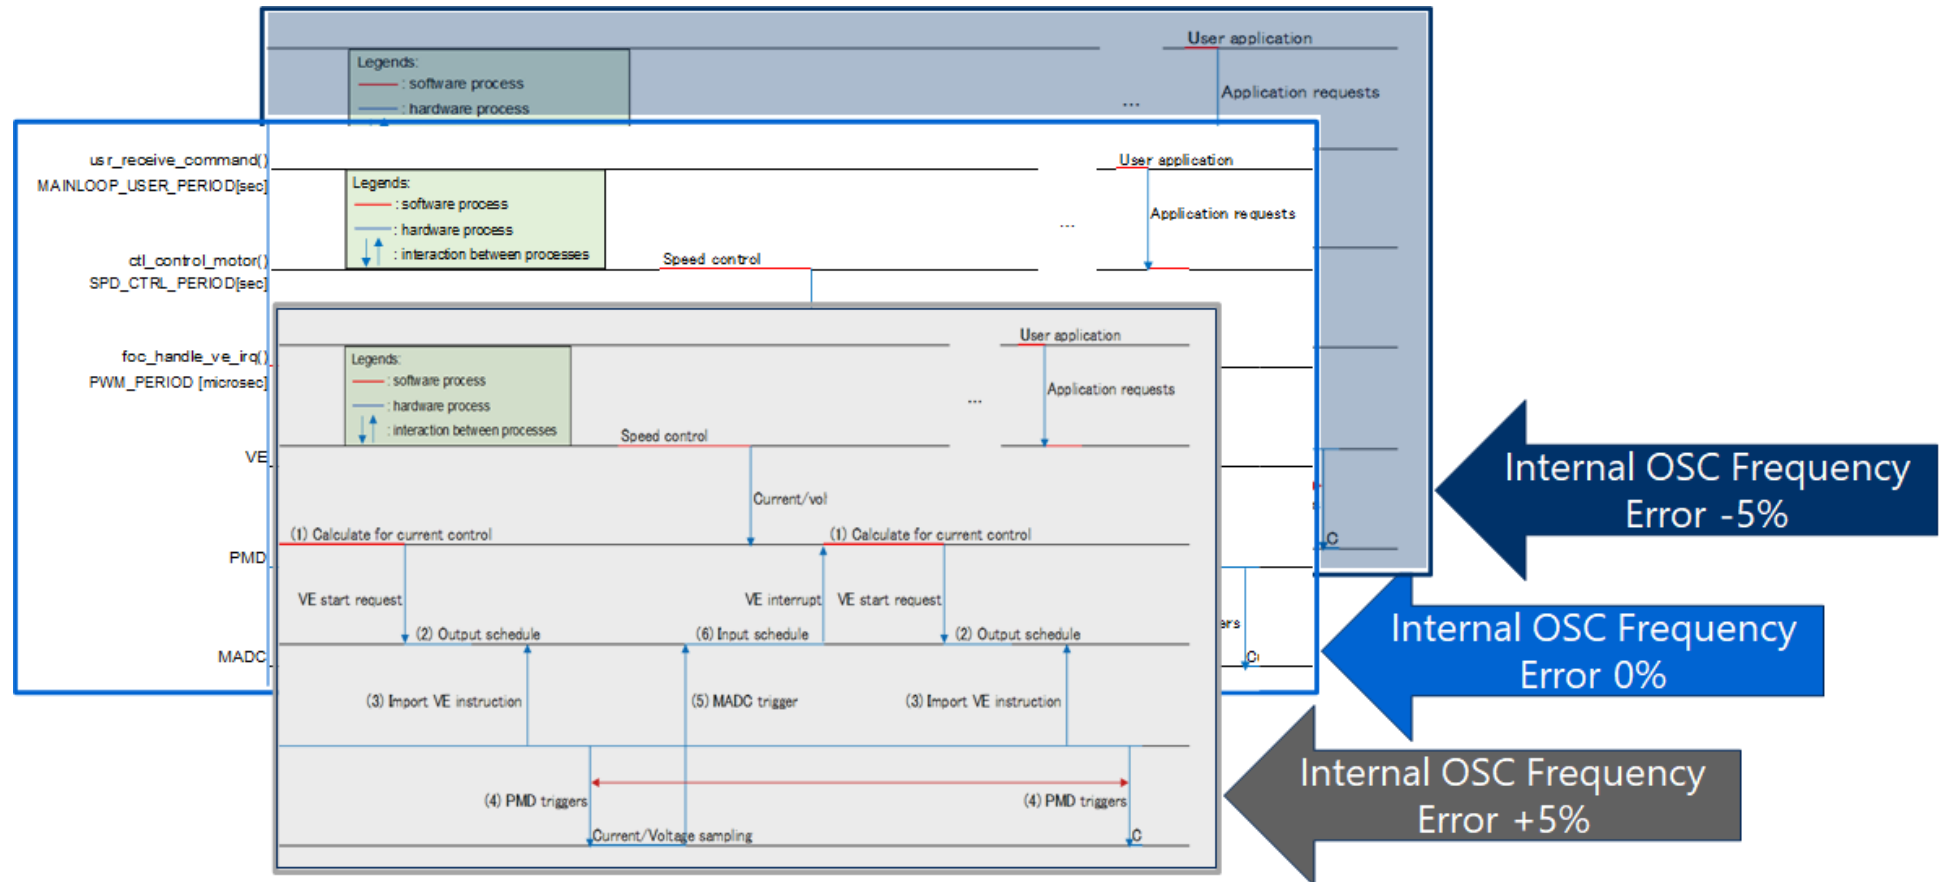 User application
Legends:
: software process
Application requests
: hardware process
...
usr_receive_command()
MAINLOOP_USER_PERIOD[sec]
User application
Legends:
: software process
Application requests
: hardware process
...
: interaction between processes
ctl_control_motor()
SPD_CTRL_PERIOD[sec]
Speed control
foc_handle_ve_irq()
PWM_PERIOD [microsec]
VE
PMD
MADC
User application
Legends:
: software process
Application requests
: hardware process
...
: interaction between processes
Speed control
Current/vol
(1) Calculate for current control
(1) Calculate for current control
VE start request
VE interrupt
VE start request
(2) Output schedule
(6) Input schedule
(2) Output schedule
(3) Import VE instruction
(5) MADC trigger
(3) Import VE instruction
(4) PMD triggers
(4) PMD triggers
Current/Voltage sampling
C
ers
C
C
Internal OSC Frequency
Error -5%
Internal OSC Frequency
Error 0%
Internal OSC Frequency
Error +5%